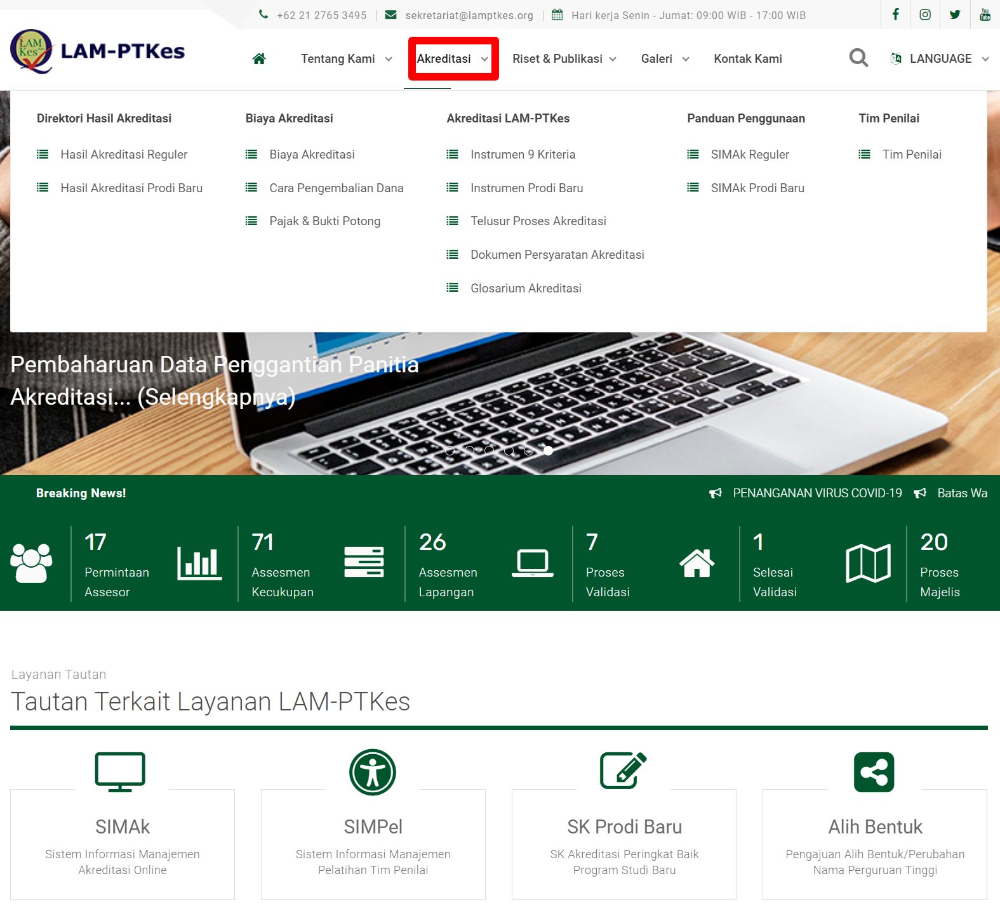 +62 21 2765 3495
sekretariat@lamptkes.org
Hari kerja Senin - Jumat: 09:00 WIB - 17:00 WIB
You
Tube
LAM
Kes
LAM-PTKes
Tentang Kami
Akreditasi
Riset & Publikasi
Galeri
Kontak Kami
LANGUAGE
Direktori Hasil Akreditasi
Hasil Akreditasi Reguler
Hasil Akreditasi Prodi Baru
Biaya Akreditasi
Biaya Akreditasi
Cara Pengembalian Dana
Pajak & Bukti Potong
Akreditasi LAM-PTKes
Instrumen 9 Kriteria
Instrumen Prodi Baru
Telusur Proses Akreditasi
Dokumen Persyaratan Akreditasi
Glosarium Akreditasi
Panduan Penggunaan
SIMAk Reguler
SIMAk Prodi Baru
Tim Penilai
Tim Penilai
Pembaharuan Data Penggantian Panitia
Akreditasi... (Selengkapnya)
Breaking News!
PENANGANAN VIRUS COVID-19
Batas Wa
17
Permintaan
Assesor
71
Assesmen
Kecukupan
26
Assesmen
Lapangan
7
Proses
Validasi
1
Selesai
Validasi
20
Proses
Majelis
Layanan Tautan
Tautan Terkait Layanan LAM-PTKes
SIMAk
Sistem Informasi Manajemen
Akreditasi Online
SIMPel
Sistem Informasi Manajemen
Pelatihan Tim Penilai
SK Prodi Baru
SK Akreditasi Peringkat Baik
Program Studi Baru
Alih Bentuk
Pengajuan Alih Bentuk/Perubahan
Nama Perguruan Tinggi